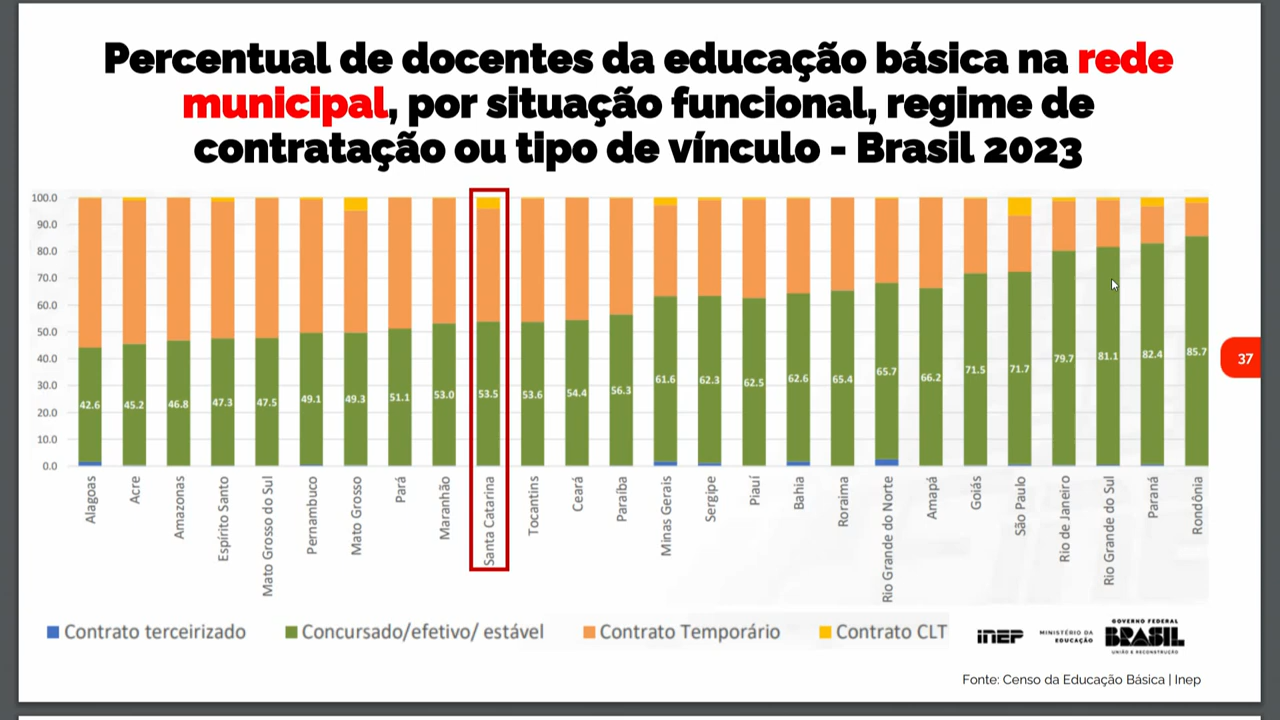 Percentual de docentes da educação básica na rede
municipal, por situação funcional, regime de
contratação ou tipo de vínculo - Brasil 2023
100.0
90.0
80.0
70.0
60.0
50.0
40.0
30.0
20.0
10.0
0.0
42.6
45.2
46.8
47.3
47.5
49.1
49.3
51.1
53.0
53.5
53.6
54.4
56.3
61.6
62.3
62.5
62.6
65.4
65.7
66.2
71.5
71.7
79.7
81.1
82.4
85.7
37
Alagoas
Acre
Amazonas
Espírito Santo
Mato Grosso do Sul
Pernambuco
Mato Grosso
Pará
Maranhão
Santa Catarina
Tocantins
Ceará
Paraíba
Minas Gerais
Sergipe
Piauí
Bahia
Roraima
Rio Grande do Norte
Amapá
Goiás
São Paulo
Rio de Janeiro
Rio Grande do Sul
Paraná
Rondônia
Contrato terceirizado
Concursado/efetivo/ estável
Contrato Temporário
Contrato CLT
inep
MINISTÉRIO DA
EDUCAÇÃO
GOVERNO FEDERAL
BRASIL
UNIÃO E RECONSTRUÇÃO
Fonte: Censo da Educação Básica | Inep